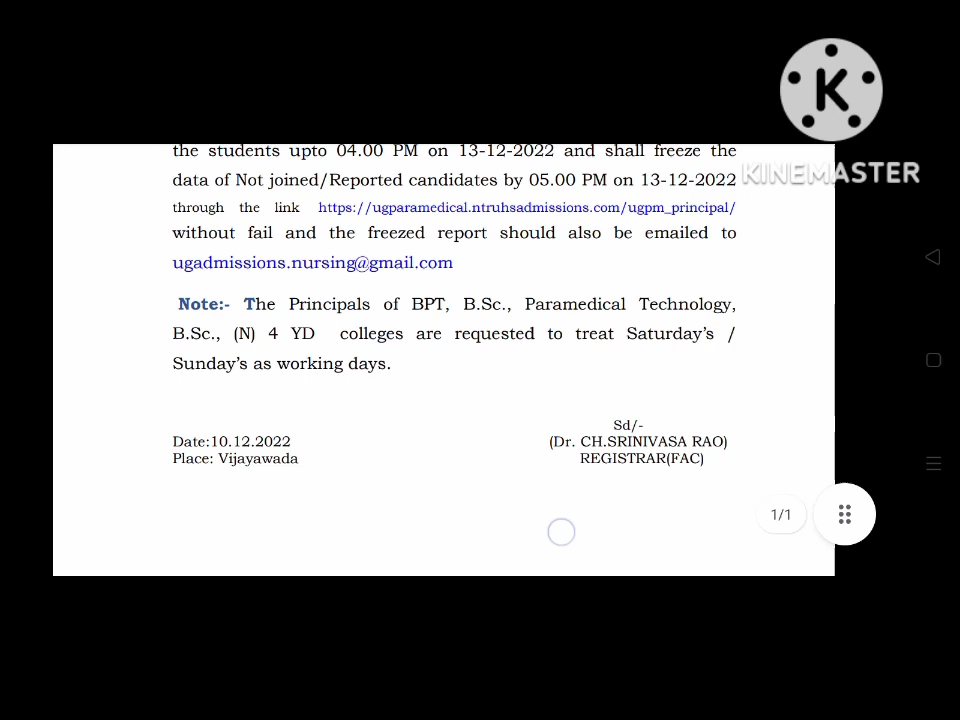 the students upto 04.00 PM on 13-12-2022 and shall freeze the
data of Not joined/Reported candidates by 05.00 PM on 13-12-2022
through the link https://ugparamedical.ntruhsadmissions.com/ugpm_principal/
without fail and the freezed report should also be emailed to
ugadmissions.nursing@gmail.com
Note:- The Principals of BPT, B.Sc., Paramedical Technology,
B.Sc., (N) 4 YD colleges are requested to treat Saturday's /
Sunday's as working days.
Sd/-
Date:10.12.2022 (Dr. CH.SRINIVASA RAO)
Place: Vijayawada REGISTRAR(FAC)
1/1
K
KINEMASTER